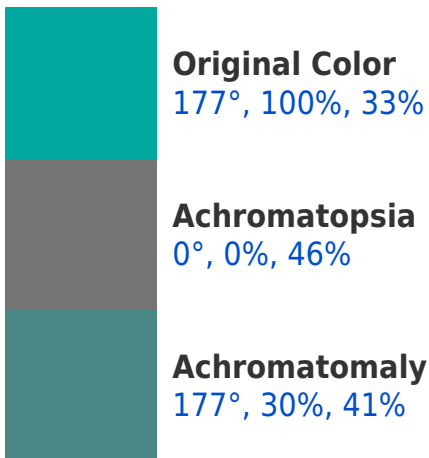 Original Color
177°, 100%, 33%
Achromatopsia
0°, 0%, 46%
Achromatomaly
177°, 30%, 41%